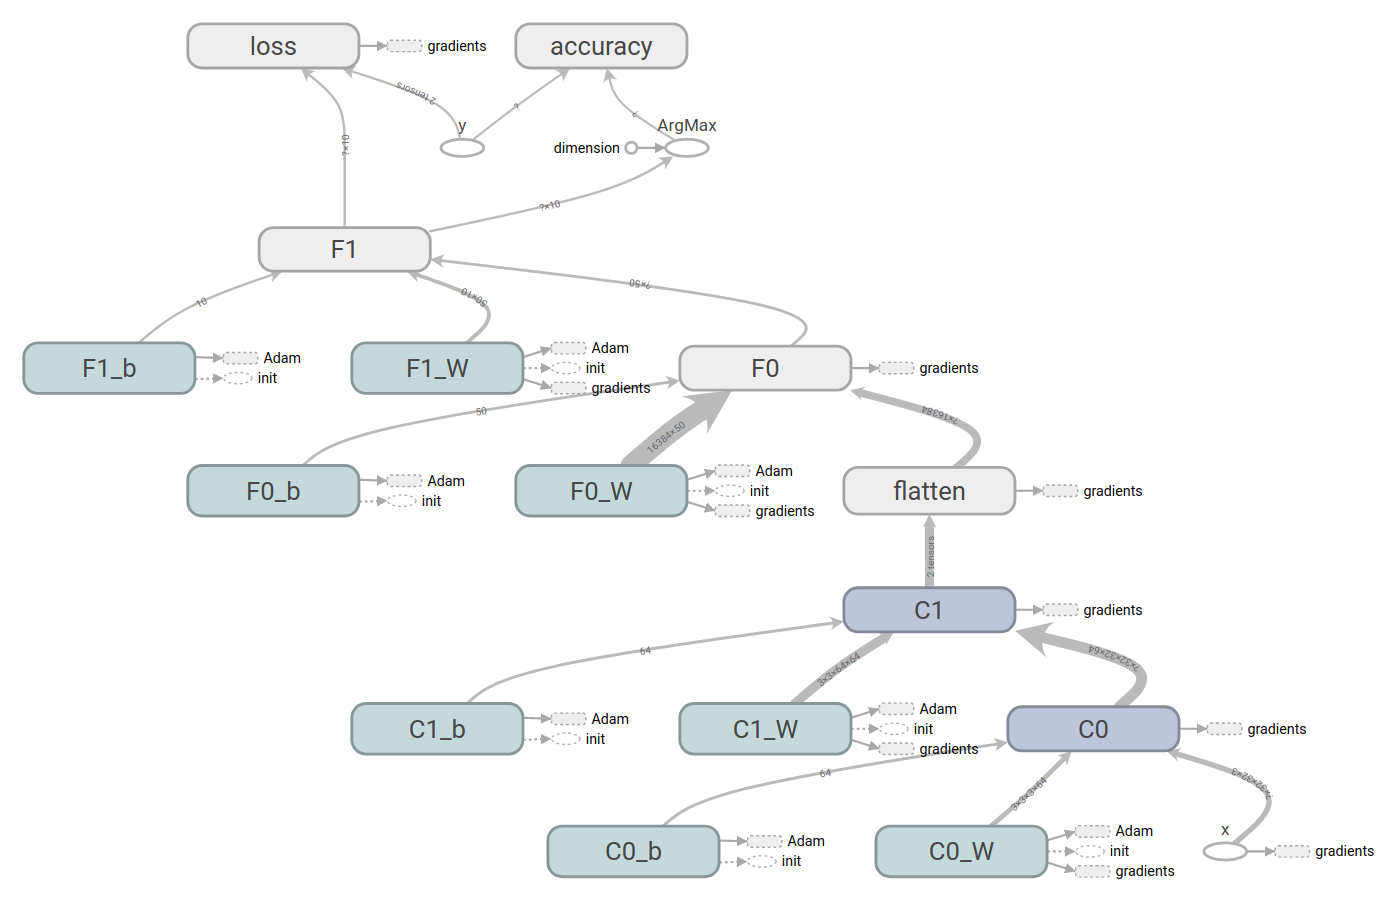 loss
gradients
accuracy
2 tensors
?
?
y
ArgMax
dimension
?×10
?×10
F1
10
50×10
?×50
F1_b
Adam
init
F1_W
Adam
init
gradients
F0
gradients
50
16384×50
?×16384
F0_b
Adam
init
F0_W
Adam
init
gradients
flatten
gradients
2 tensors
C1
gradients
64
3×3×64×64
?×32×32×64
C1_b
Adam
init
C1_W
Adam
init
gradients
C0
gradients
64
3×3×3×64
?×32×32×3
C0_b
Adam
init
C0_W
Adam
init
gradients
x
gradients